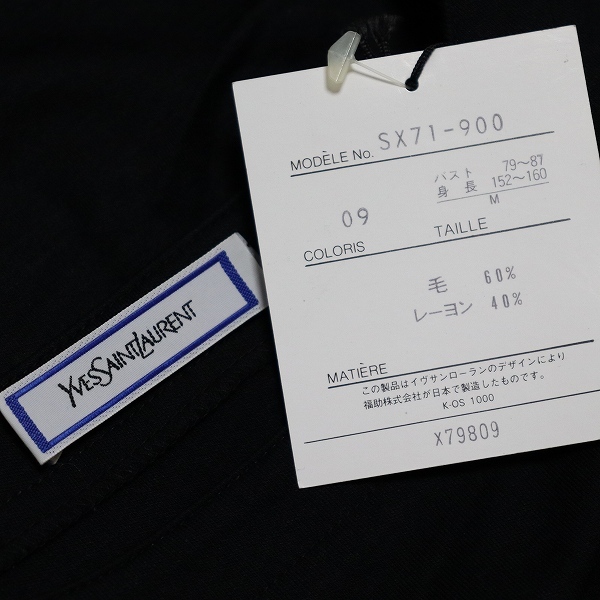 YVES SAINT LAURENT
MODÈLE No. SX71-900
バスト 79〜87
身長 152〜160
M
09
COLORIS TAILLE
毛 60%
レーヨン 40%
MATIÈRE
この製品はイヴサンローランのデザインにより
福助株式会社が日本で製造したものです。
K-OS 1000
X79809